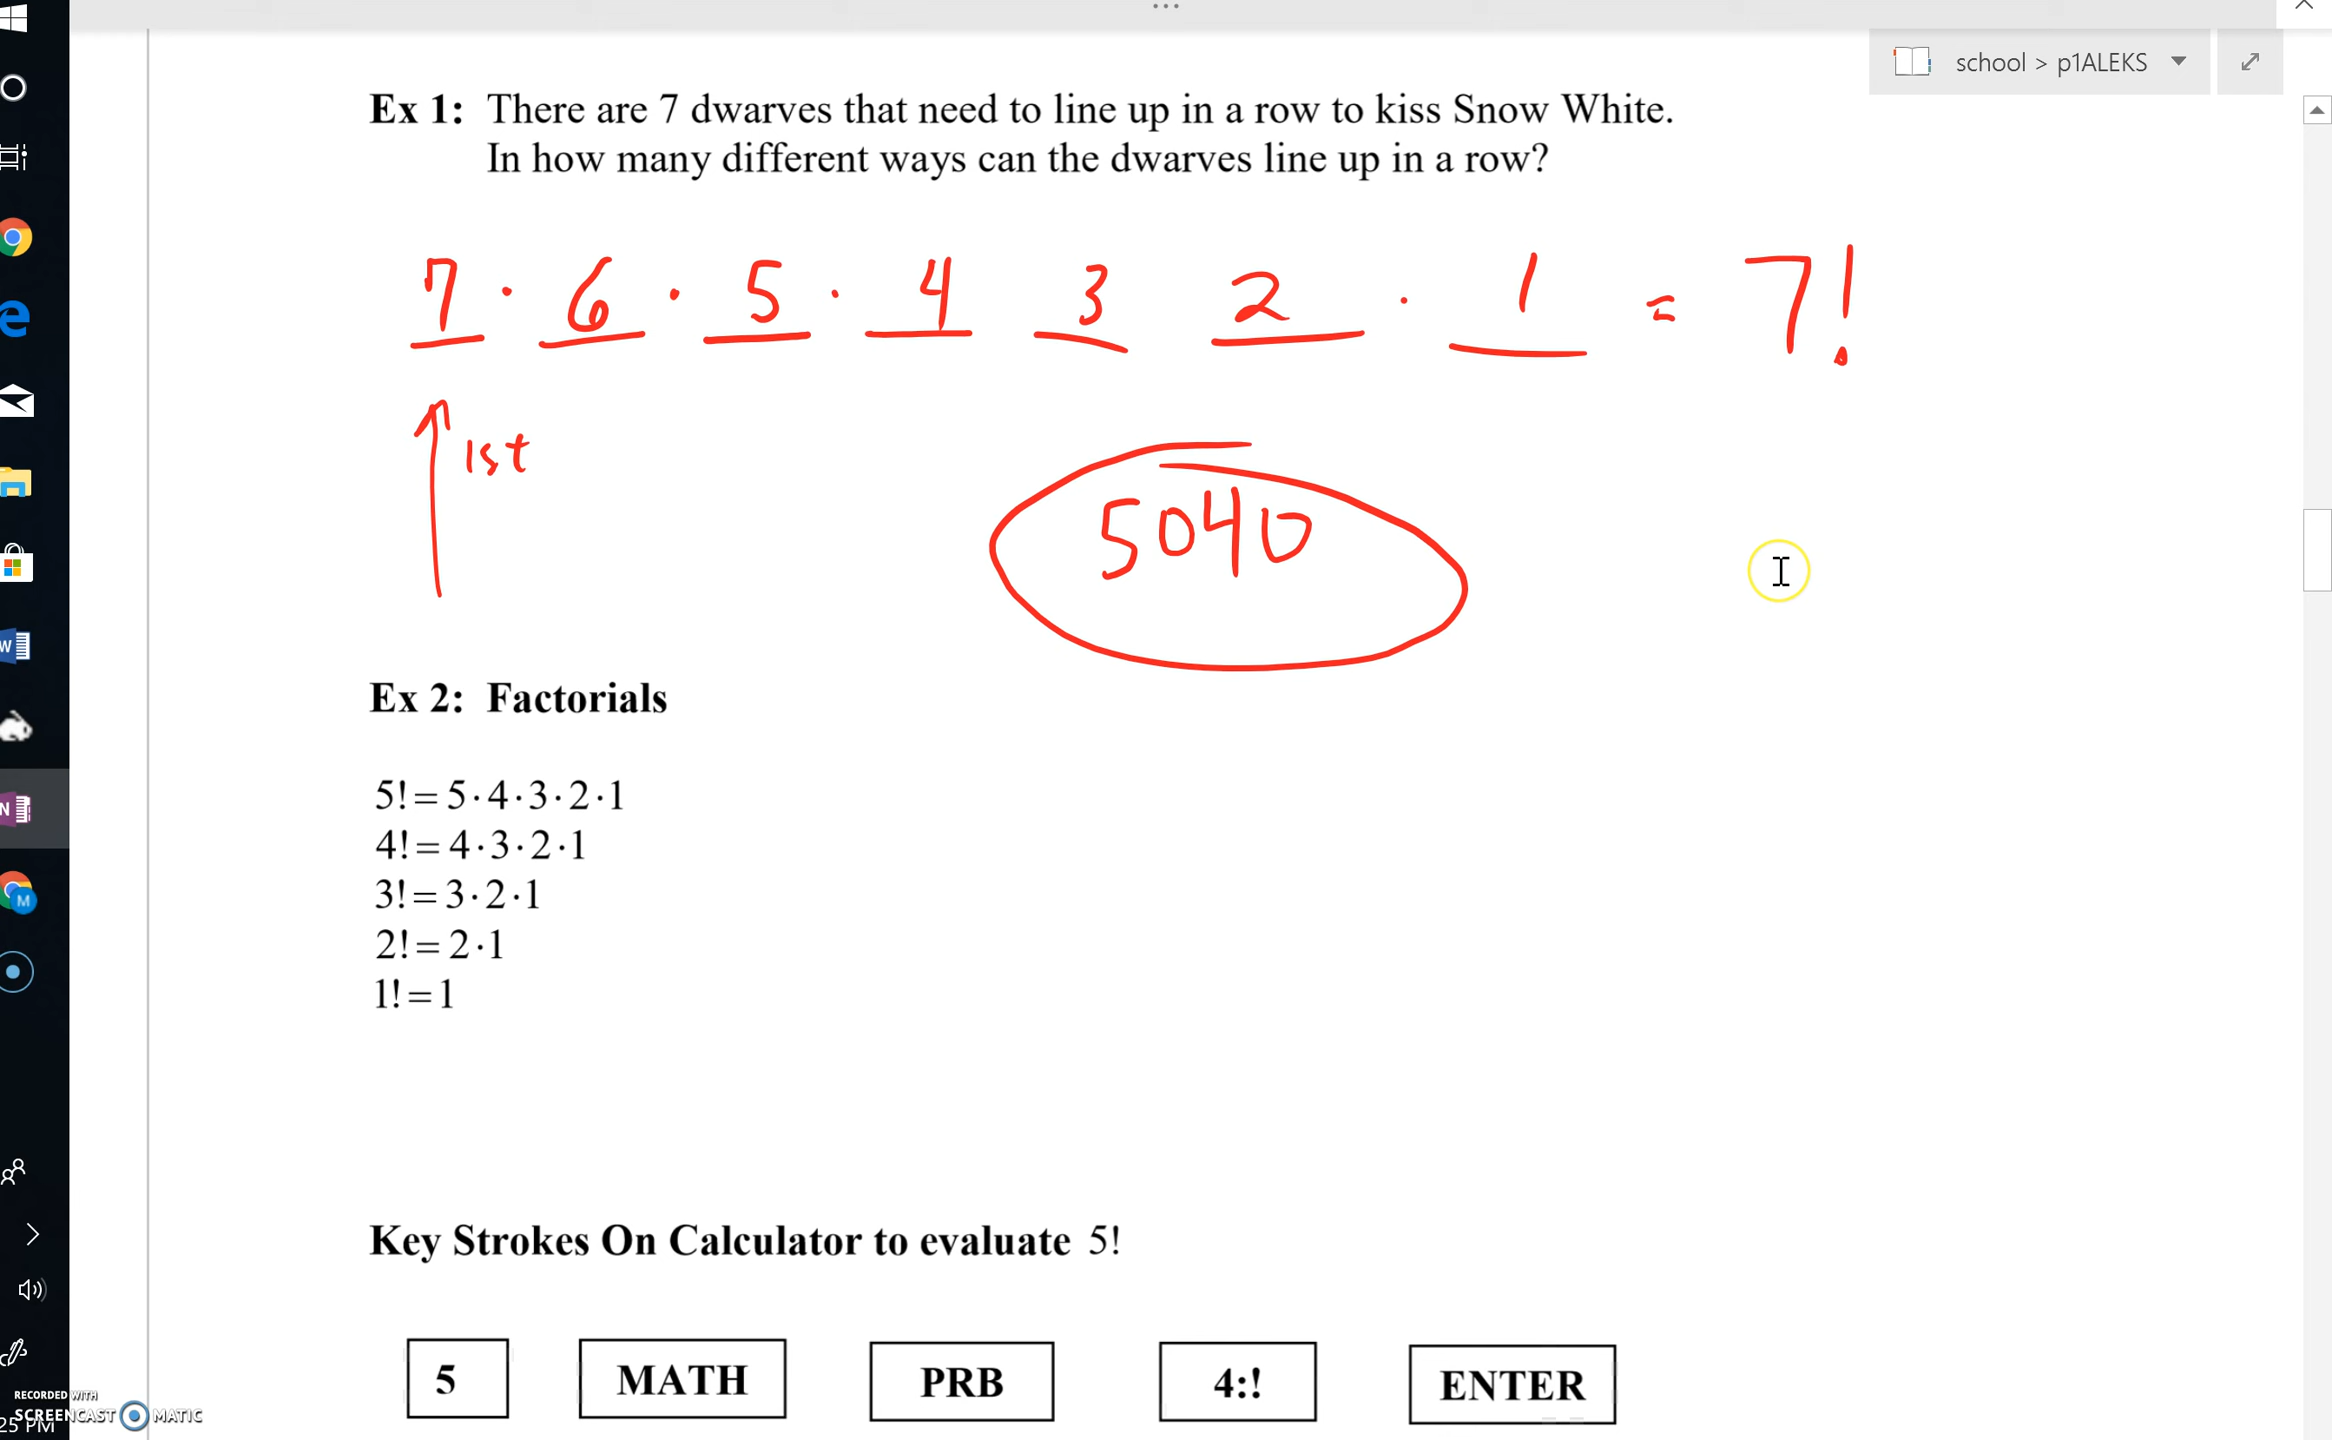 school > p1ALEKS
Ex 1: There are 7 dwarves that need to line up in a row to kiss Snow White.
In how many different ways can the dwarves line up in a row?
7 · 6 · 5 · 4 3 2 · 1 = 7!
1st
5040
Ex 2: Factorials
5! = 5 · 4 · 3 · 2 · 1
4! = 4 · 3 · 2 · 1
3! = 3 · 2 · 1
2! = 2 · 1
1! = 1
Key Strokes On Calculator to evaluate 5!
5 MATH PRB 4:! ENTER
RECORDED WITH
SCREENCAST MATIC
25 PM
W
N
M